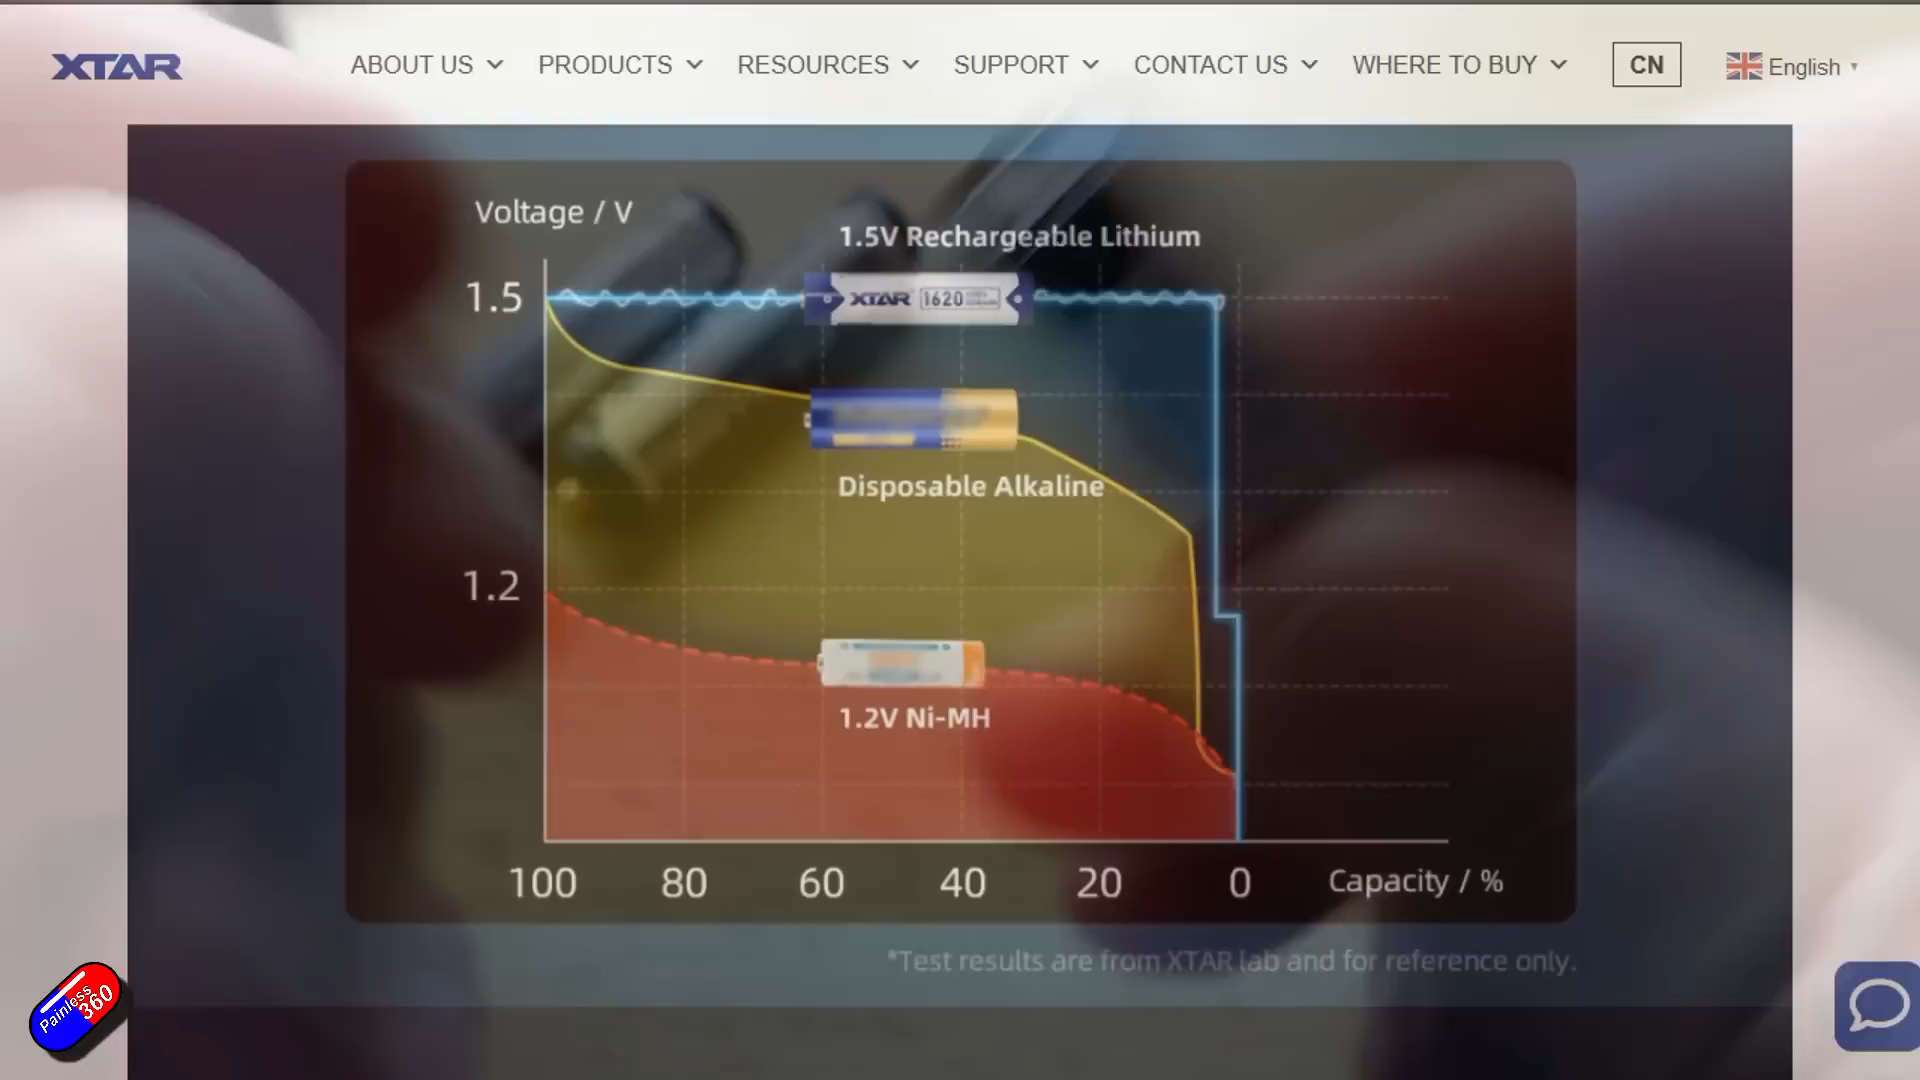 XTAR
ABOUT US PRODUCTS RESOURCES SUPPORT CONTACT US WHERE TO BUY CN English
Voltage / V
1.5V Rechargeable Lithium
1.5
XTAR 1620
Disposable Alkaline
1.2
1.2V Ni-MH
100 80 60 40 20 0 Capacity / %
*Test results are from XTAR lab and for reference only.
Painless
360